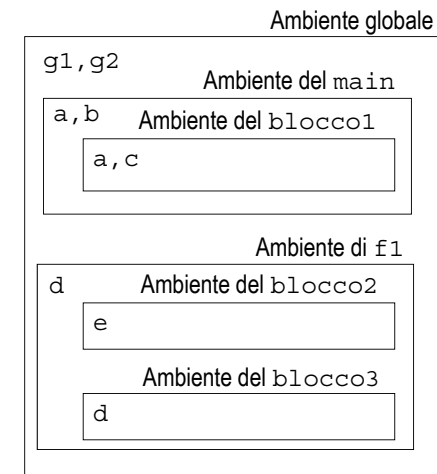 Ambiente globale
g1,g2
Ambiente del main
a,b
Ambiente del blocco1
a,c
Ambiente di f1
d
Ambiente del blocco2
e
Ambiente del blocco3
d